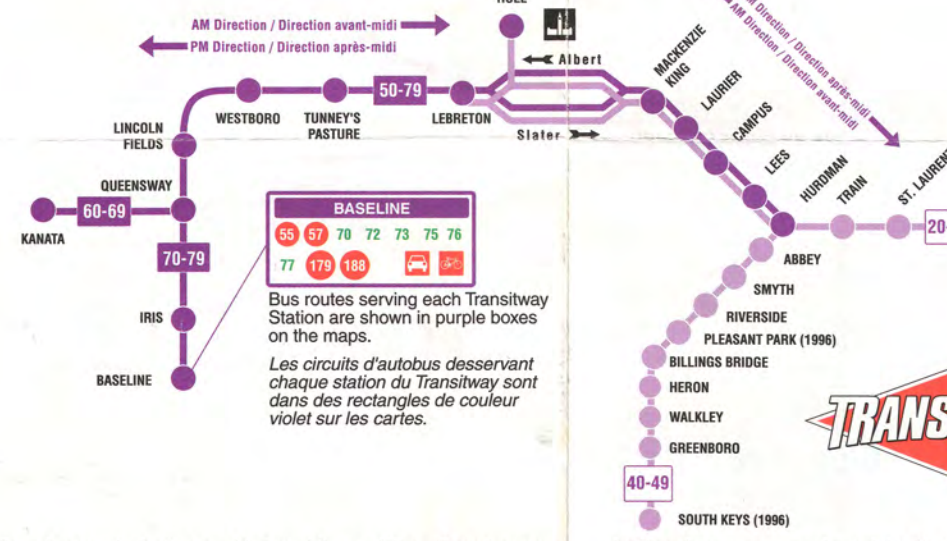 AM Direction / Direction avant-midi
PM Direction / Direction après-midi
Albert
Slater
50-79
WESTBORO
TUNNEY'S
PASTURE
LEBRETON
LINCOLN
FIELDS
QUEENSWAY
60-69
KANATA
70-79
IRIS
BASELINE
BASELINE
55 57 70 72 73 75 76
77 179 188
Bus routes serving each Transitway
Station are shown in purple boxes
on the maps.
Les circuits d'autobus desservant
chaque station du Transitway sont
dans des rectangles de couleur
violet sur les cartes.
MACKENZIE
KING
LAURIER
CAMPUS
LEES
HURDMAN
TRAIN
ST. LAURENT
Direction / Direction après-midi
AM Direction / Direction avant-midi
20-
ABBEY
SMYTH
RIVERSIDE
PLEASANT PARK (1996)
BILLINGS BRIDGE
HERON
WALKLEY
GREENBORO
40-49
SOUTH KEYS (1996)
TRANS